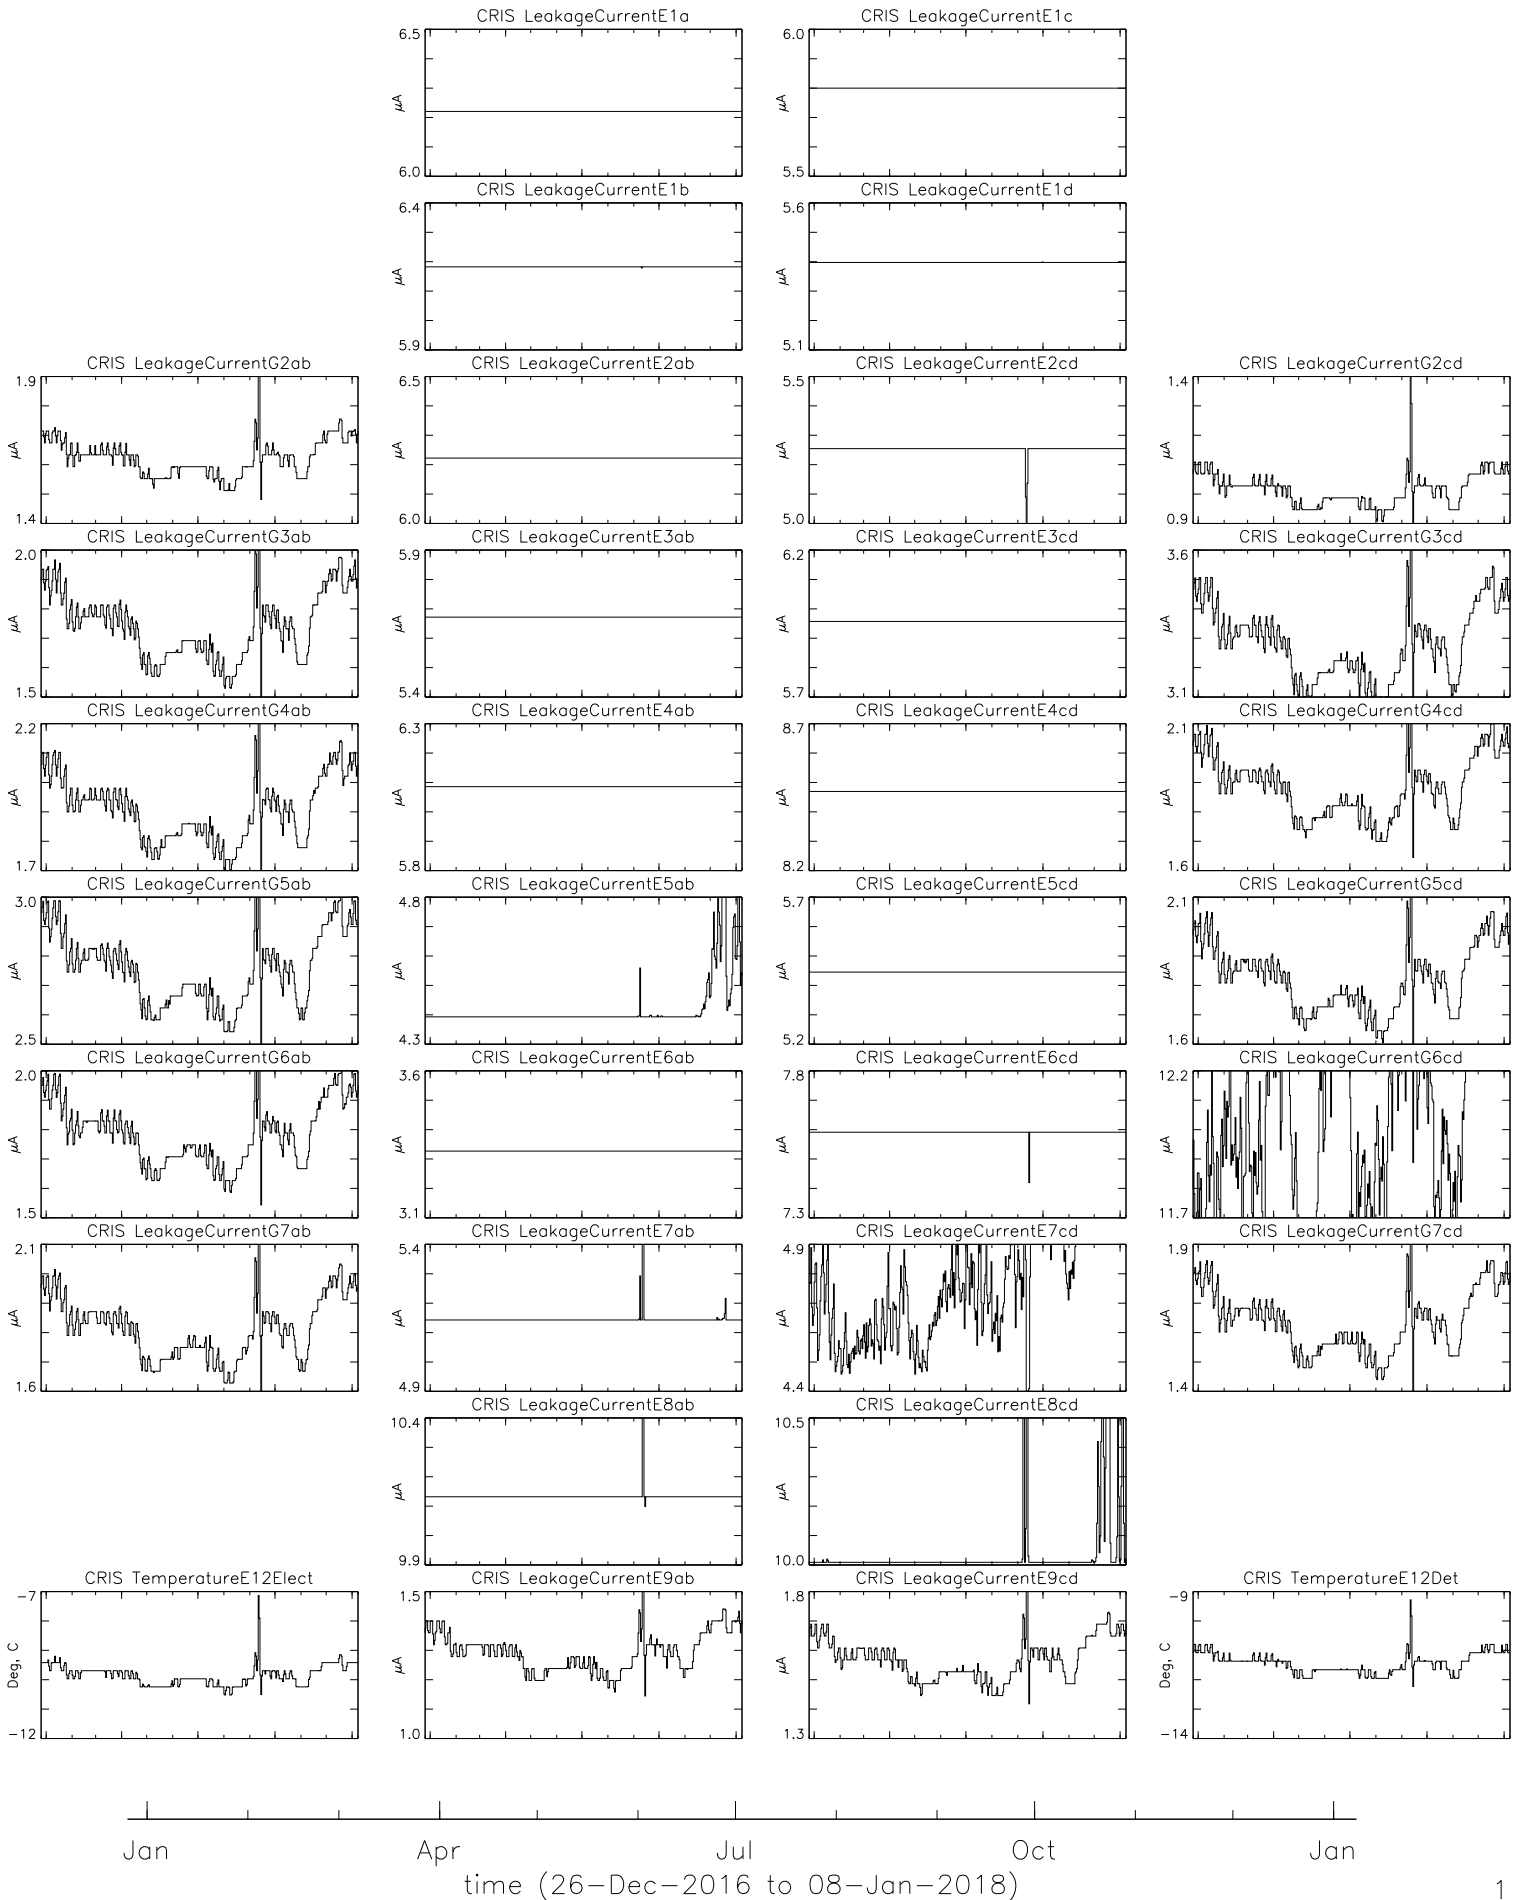 CRIS LeakageCurrentE1a
CRIS LeakageCurrentE1c
6.5
μA
6.0
6.0
μA
5.5
CRIS LeakageCurrentE1b
CRIS LeakageCurrentE1d
6.4
μA
5.9
5.6
μA
5.1
CRIS LeakageCurrentG2ab
CRIS LeakageCurrentE2ab
CRIS LeakageCurrentE2cd
CRIS LeakageCurrentG2cd
1.9
μA
1.4
6.5
μA
6.0
5.5
μA
5.0
1.4
μA
0.9
CRIS LeakageCurrentG3ab
CRIS LeakageCurrentE3ab
CRIS LeakageCurrentE3cd
CRIS LeakageCurrentG3cd
2.0
μA
1.5
5.9
μA
5.4
6.2
μA
5.7
3.6
μA
3.1
CRIS LeakageCurrentG4ab
CRIS LeakageCurrentE4ab
CRIS LeakageCurrentE4cd
CRIS LeakageCurrentG4cd
2.2
μA
1.7
6.3
μA
5.8
8.7
μA
8.2
2.1
μA
1.6
CRIS LeakageCurrentG5ab
CRIS LeakageCurrentE5ab
CRIS LeakageCurrentE5cd
CRIS LeakageCurrentG5cd
3.0
μA
2.5
4.8
μA
4.3
5.7
μA
5.2
2.1
μA
1.6
CRIS LeakageCurrentG6ab
CRIS LeakageCurrentE6ab
CRIS LeakageCurrentE6cd
CRIS LeakageCurrentG6cd
2.0
μA
1.5
3.6
μA
3.1
7.8
μA
7.3
12.2
μA
11.7
CRIS LeakageCurrentG7ab
CRIS LeakageCurrentE7ab
CRIS LeakageCurrentE7cd
CRIS LeakageCurrentG7cd
2.1
μA
1.6
5.4
μA
4.9
4.9
μA
4.4
1.9
μA
1.4
CRIS LeakageCurrentE8ab
CRIS LeakageCurrentE8cd
10.4
μA
9.9
10.5
μA
10.0
CRIS TemperatureE12Elect
CRIS LeakageCurrentE9ab
CRIS LeakageCurrentE9cd
CRIS TemperatureE12Det
-7
Deg, C
-12
1.5
μA
1.0
1.8
μA
1.3
-9
Deg, C
-14
Jan Apr Jul Oct Jan
time (26-Dec-2016 to 08-Jan-2018)
1